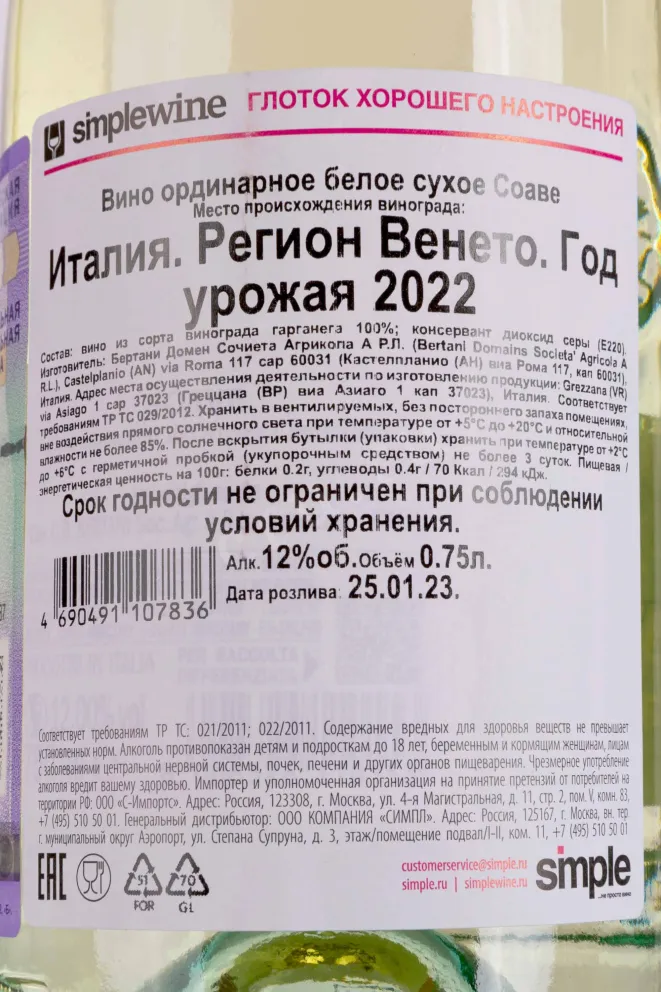 simplewine ГЛОТОК ХОРОШЕГО НАСТРОЕНИЯ
Вино ординарное белое сухое Соаве
Место происхождения винограда:
Италия. Регион Венето. Год
урожая 2022
Состав: вино из сорта винограда гарганега 100%; консервант диоксид серы (Е220).
Изготовитель: Бертани Домен Сочиета Агрикола А Р.Л. (Bertani Domains Societa' Agricola A
R.L.), Castelplanio (AN) via Roma 117 cap 60031 (Кастелпланио (АН) виа Рома 117, кап 60031),
Италия. Адрес места осуществления деятельности по изготовлению продукции: Grezzana (VR)
via Asiago 1 cap 37023 (Греццана (ВР) виа Азиаго 1 кап 37023), Италия. Соответствует
требованиям ТР ТС 029/2012. Хранить в вентилируемых, без постороннего запаха помещениях,
вне воздействия прямого солнечного света при температуре от +5°С до +20°С и относительной
влажности не более 85%. После вскрытия бутылки (упаковки) хранить при температуре от +2°С
до +6°С с герметичной пробкой (укупорочным средством) не более 3 суток. Пищевая /
энергетическая ценность на 100г: белки 0.2г, углеводы 0.4г / 70 Ккал / 294 кДж.
Срок годности не ограничен при соблюдении
условий хранения.
Алк. 12%об. Объём 0.75л.
Дата розлива: 25.01.23.
4 690491 107836
Соответствует требованиям ТР ТС: 021/2011; 022/2011. Содержание вредных для здоровья веществ не превышает
установленных норм. Алкоголь противопоказан детям и подросткам до 18 лет, беременным и кормящим женщинам, лицам
с заболеваниями центральной нервной системы, почек, печени и других органов пищеварения. Чрезмерное употребление
алкоголя вредит вашему здоровью. Импортер и уполномоченная организация на принятие претензий от потребителей на
территории РФ: ООО «С-Импортс». Адрес: Россия, 123308, г. Москва, ул. 4-я Магистральная, д. 11, стр. 2, пом. V, комн. 83,
+7 (495) 510 50 01. Генеральный дистрибьютор: ООО КОМПАНИЯ «СИМПЛ». Адрес: Россия, 125167, г. Москва, вн. тер
г. муниципальный округ Аэропорт, ул. Степана Супруна, д. 3, этаж/помещение подвал/I-II, ком. 11, +7 (495) 510 50 01
EAC
51
FOR
70
GL
customerservice@simple.ru
simple.ru | simplewine.ru
simple
...не просто вино